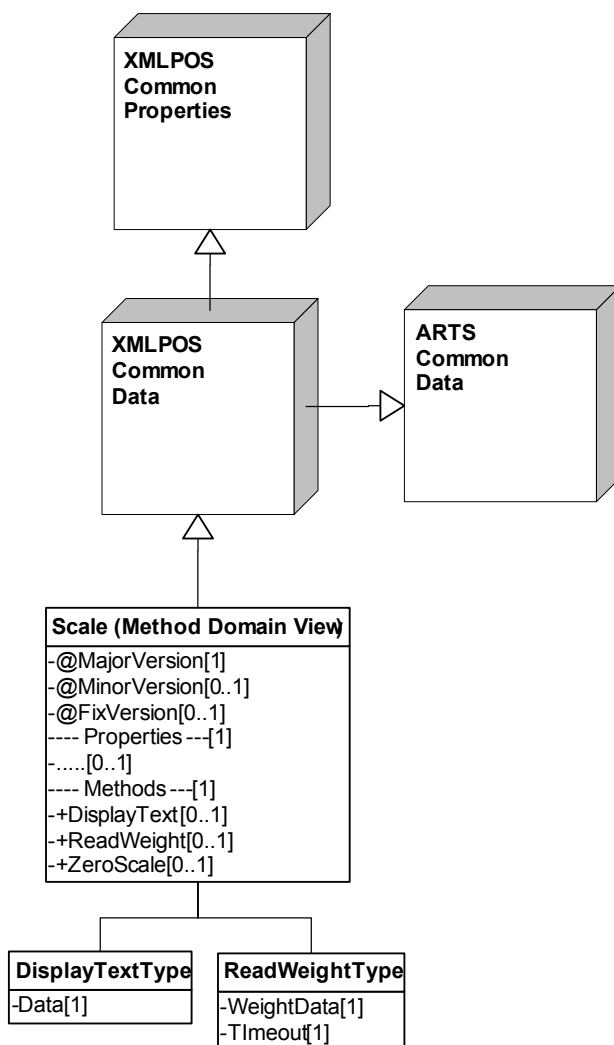 XMLPOS
Common
Properties
XMLPOS
Common
Data
ARTS
Common
Data
Scale (Method Domain View)
-@MajorVersion[1]
-@MinorVersion[0..1]
-@FixVersion[0..1]
---- Properties ---[1]
-.....[0..1]
---- Methods ---[1]
-+DisplayText[0..1]
-+ReadWeight[0..1]
-+ZeroScale[0..1]
DisplayTextType
-Data[1]
ReadWeightType
-WeightData[1]
-TImeout[1]